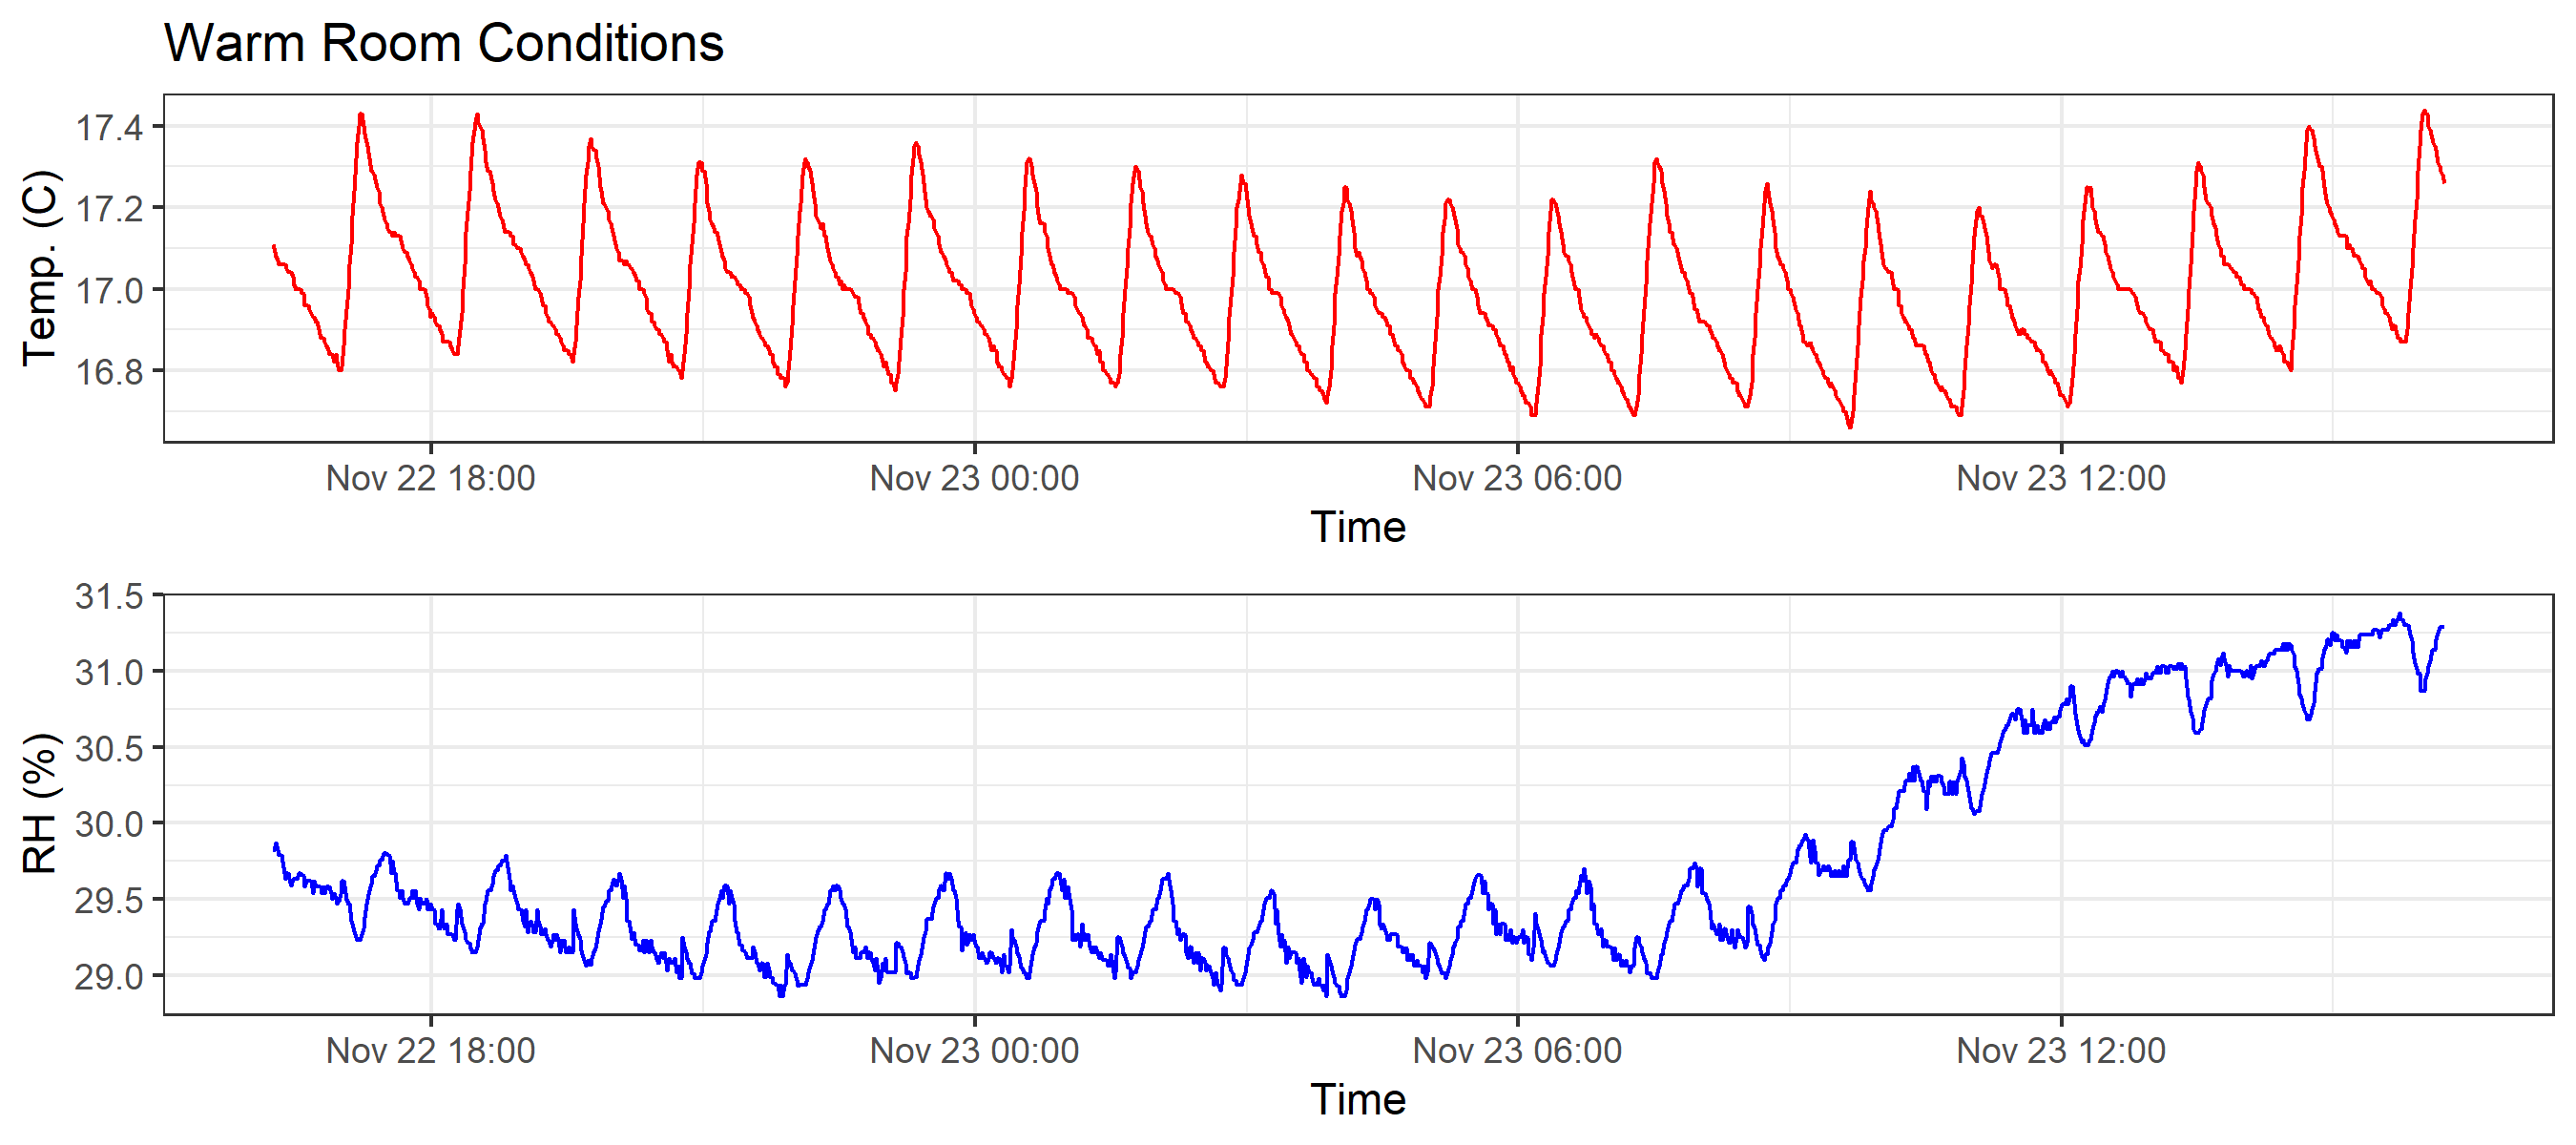 Warm Room Conditions
Temp. (C)
17.4
17.2
17.0
16.8
Nov 22 18:00 Nov 23 00:00 Nov 23 06:00 Nov 23 12:00
Time
RH (%)
31.5
31.0
30.5
30.0
29.5
29.0
Nov 22 18:00 Nov 23 00:00 Nov 23 06:00 Nov 23 12:00
Time